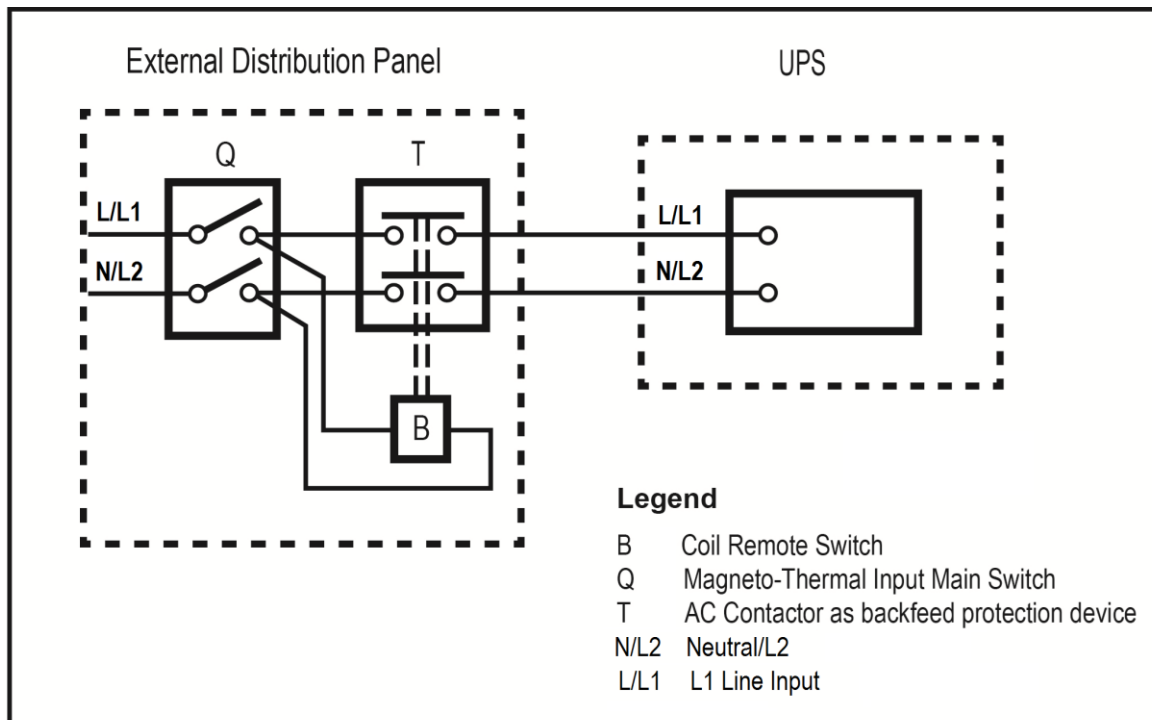 External Distribution Panel
UPS
Q
T
L/L1
N/L2
L/L1
N/L2
B
Legend
B Coil Remote Switch
Q Magneto-Thermal Input Main Switch
T AC Contactor as backfeed protection device
N/L2 Neutral/L2
L/L1 L1 Line Input